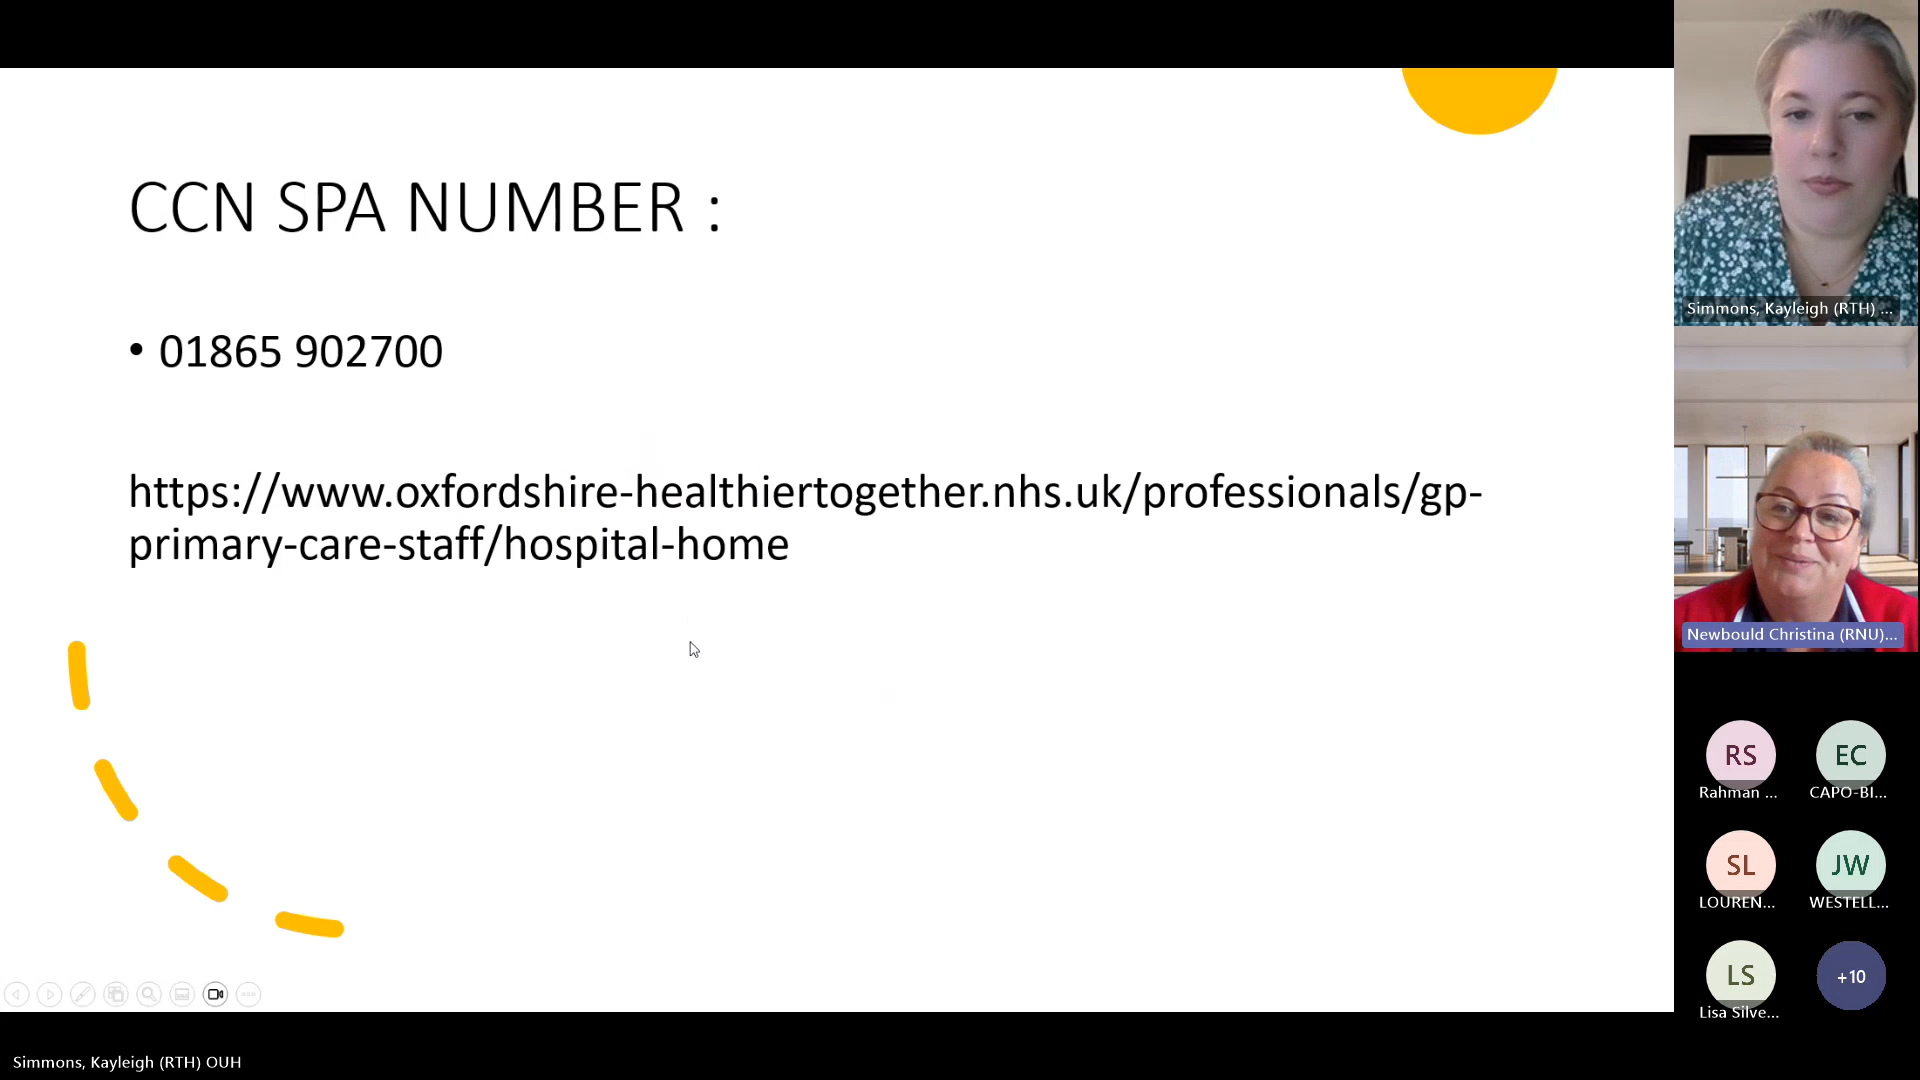 CCN SPA NUMBER :
• 01865 902700
https://www.oxfordshire-healthiertogether.nhs.uk/professionals/gp-
primary-care-staff/hospital-home
Simmons, Kayleigh (RTH) ...
Newbould Christina (RNU)...
RS
Rahman ...
EC
CAPO-BI...
SL
LOUREN...
JW
WESTELL...
LS
Lisa Silve...
+10
Simmons, Kayleigh (RTH) OUH